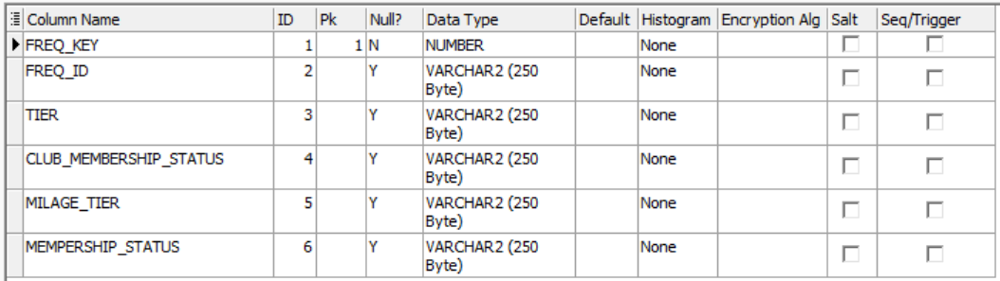 Column Name ID Pk Null? Data Type Default Histogram Encryption Alg Salt Seq/Trigger
FREQ_KEY 1 1 N NUMBER None
FREQ_ID 2 Y VARCHAR2 (250 None
Byte)
TIER 3 Y VARCHAR2 (250 None
Byte)
CLUB_MEMBERSHIP_STATUS 4 Y VARCHAR2 (250 None
Byte)
MILAGE_TIER 5 Y VARCHAR2 (250 None
Byte)
MEMPERSHIP_STATUS 6 Y VARCHAR2 (250 None
Byte)